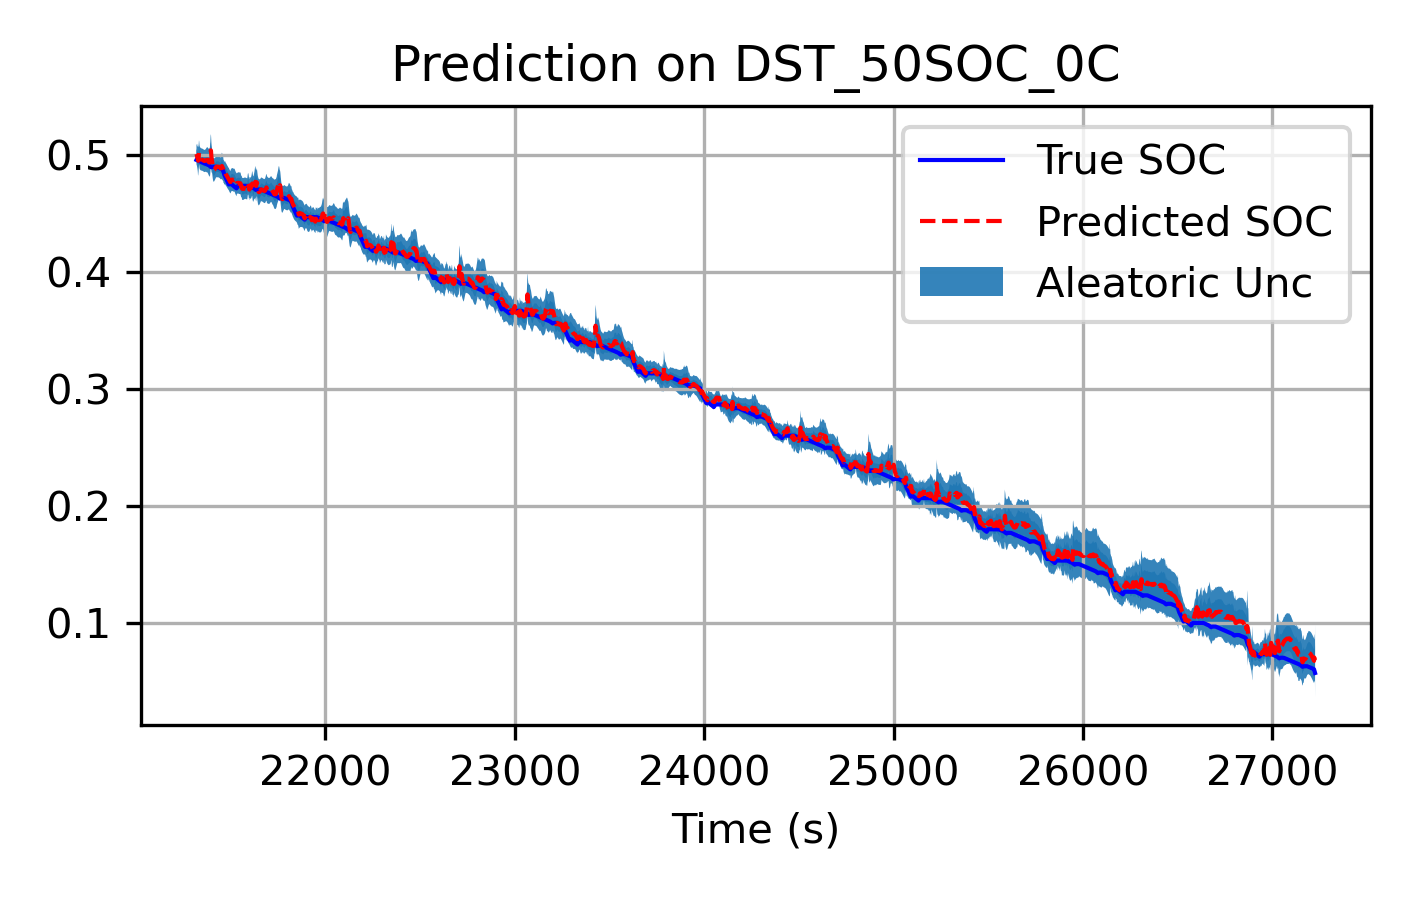 Prediction on DST_50SOC_0C
True SOC
Predicted SOC
Aleatoric Unc
0.5
0.4
0.3
0.2
0.1
22000 23000 24000 25000 26000 27000
Time (s)